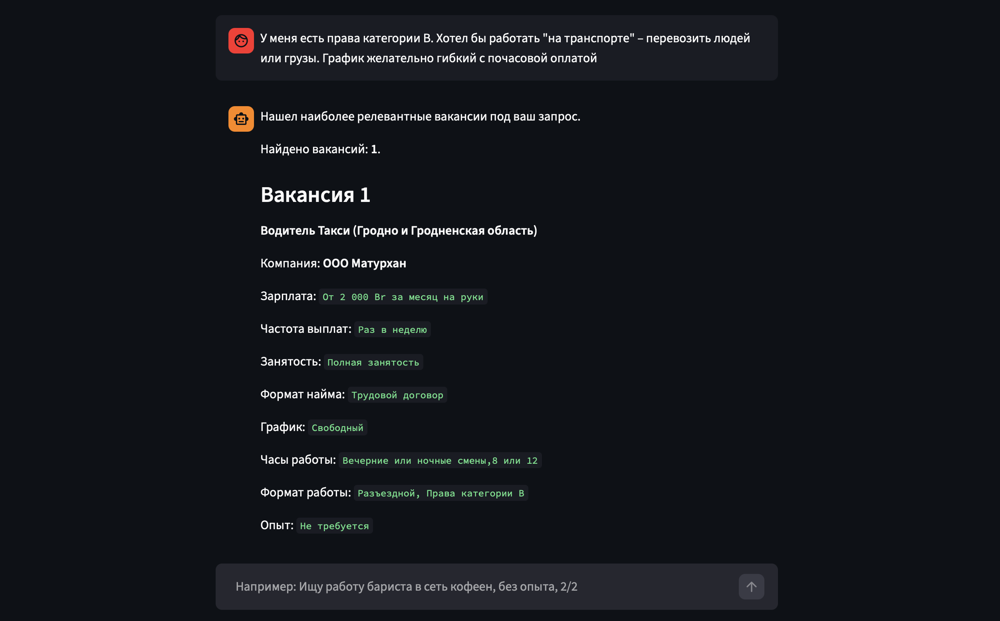 У меня есть права категории B. Хотел бы работать "на транспорте" – перевозить людей
или грузы. График желательно гибкий с почасовой оплатой
Нашел наиболее релевантные вакансии под ваш запрос.
Найдено вакансий: 1.
Вакансия 1
Водитель Такси (Гродно и Гродненская область)
Компания: ООО Матурхан
Зарплата: От 2 000 Br за месяц на руки
Частота выплат: Раз в неделю
Занятость: Полная занятость
Формат найма: Трудовой договор
График: Свободный
Часы работы: Вечерние или ночные смены,8 или 12
Формат работы: Разъездной, Права категории B
Опыт: Не требуется
Например: Ищу работу бариста в сеть кофеен, без опыта, 2/2